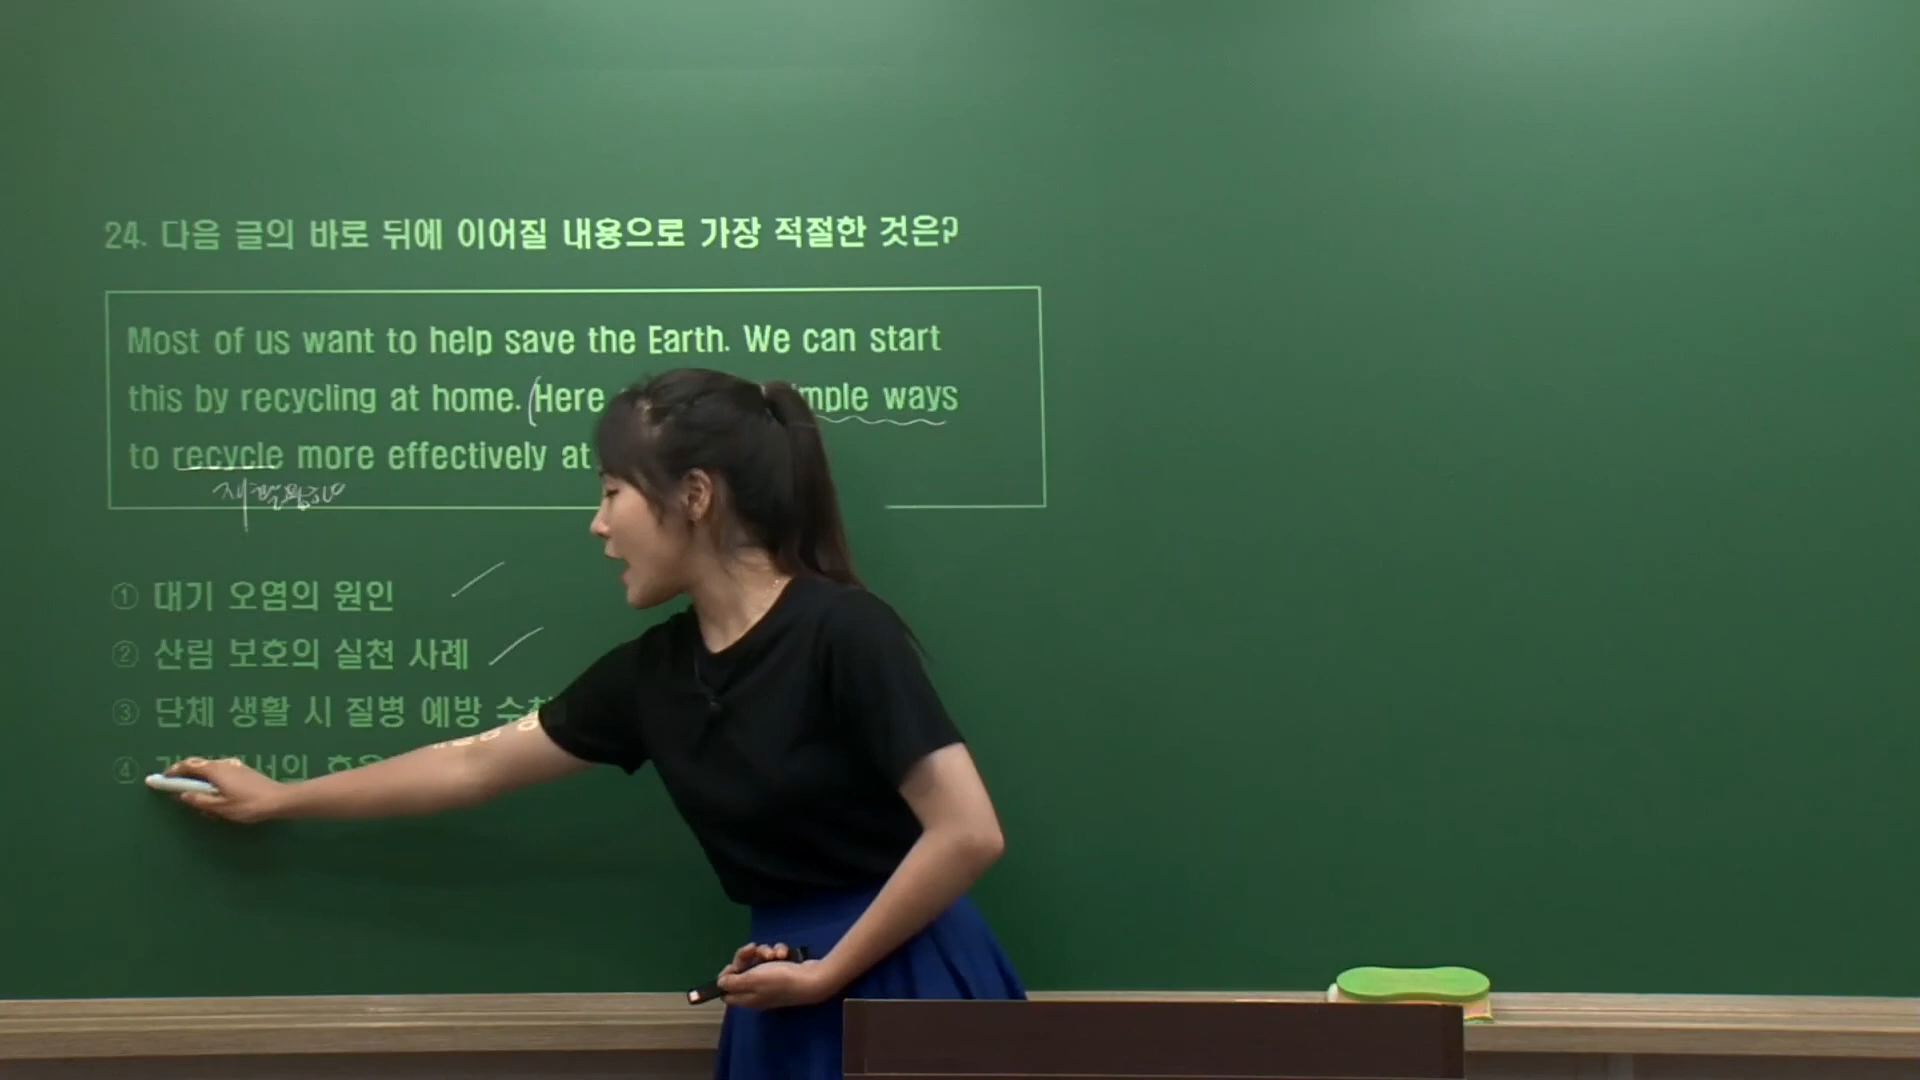 24. 다음 글의 바로 뒤에 이어질 내용으로 가장 적절한 것은?
Most of us want to help save the Earth. We can start
this by recycling at home. (Here ways
to recycle more effectively at
① 대기 오염의 원인
② 산림 보호의 실천 사례
③ 단체 생활 시 질병 예방
④